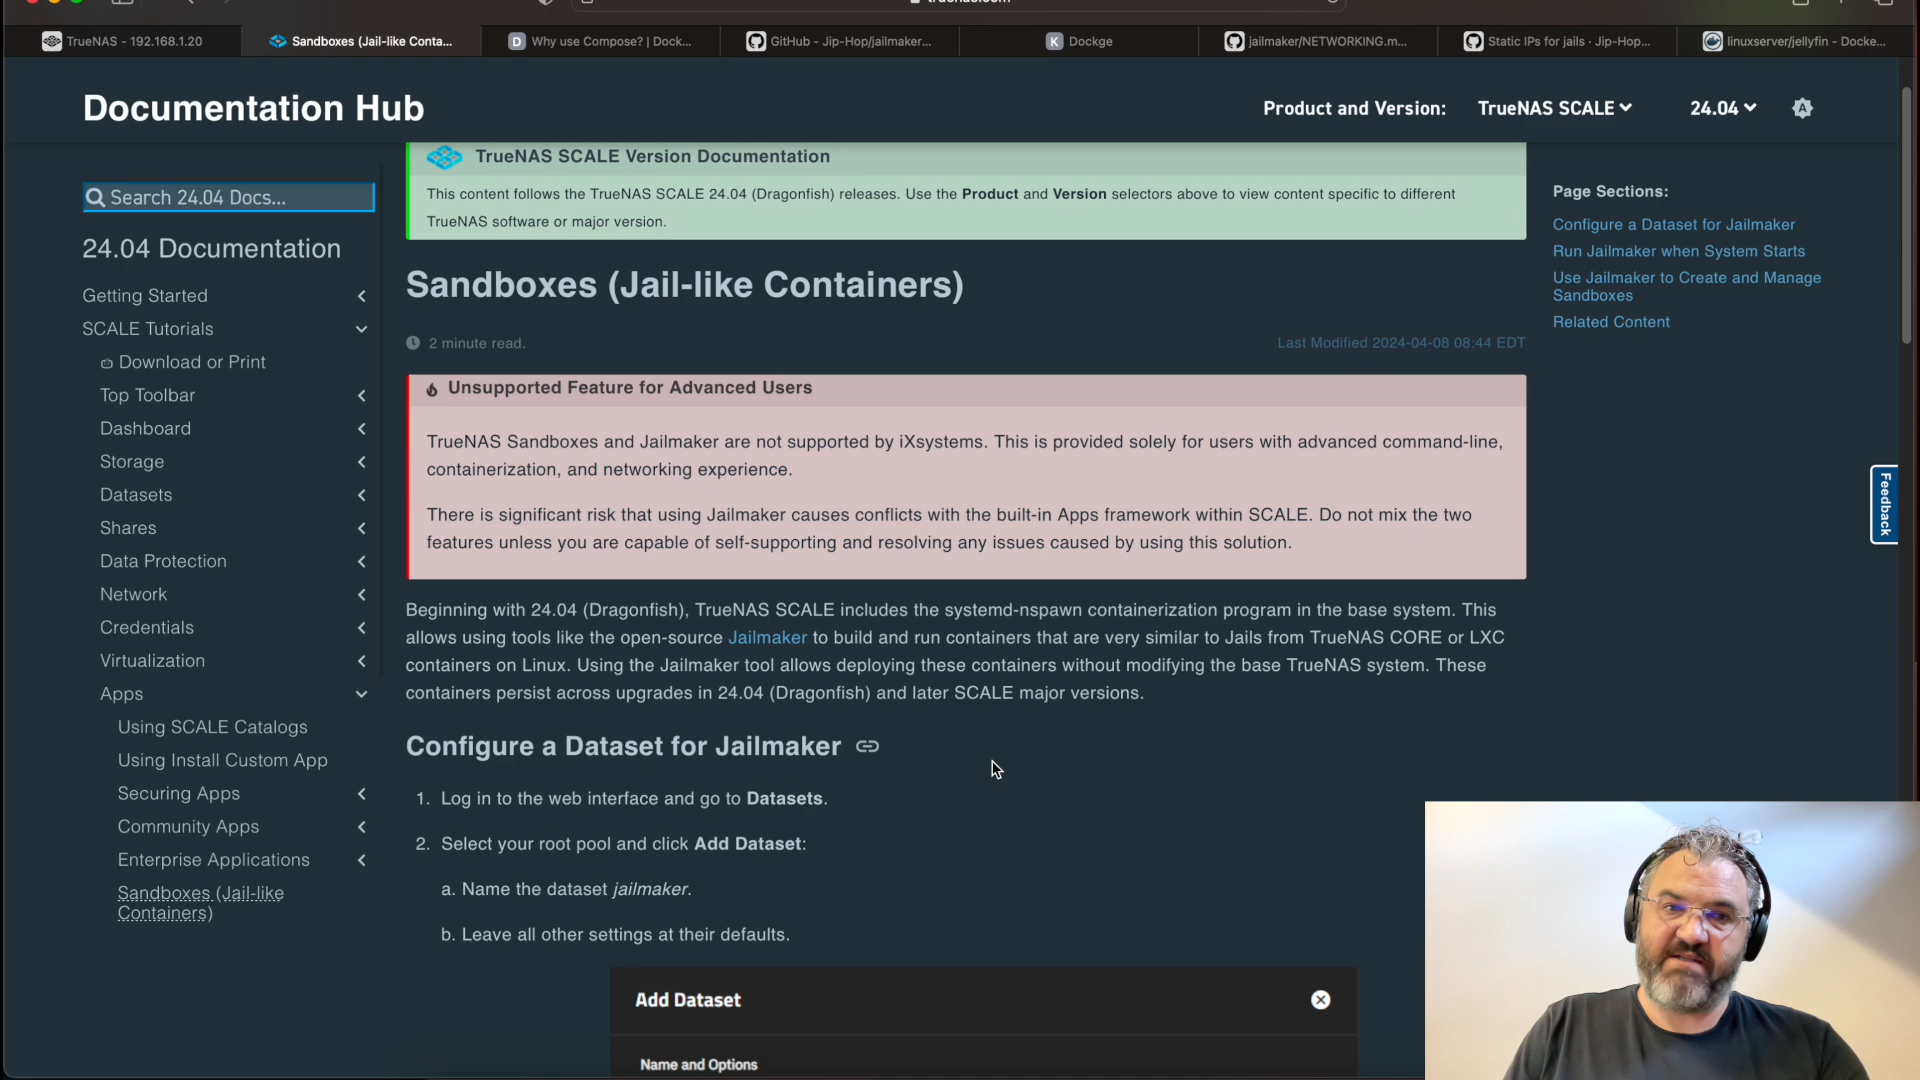 TrueNAS - 192.168.1.20
Sandboxes (Jail-like Conta...
Why use Compose? | Dock...
GitHub - Jip-Hop/jailmaker...
Dockge
jailmaker/NETWORKING.m...
Static IPs for jails · Jip-Hop...
linuxserver/jellyfin - Docke...
Documentation Hub
Product and Version:
TrueNAS SCALE
24.04
Search 24.04 Docs...
24.04 Documentation
Getting Started
SCALE Tutorials
Download or Print
Top Toolbar
Dashboard
Storage
Datasets
Shares
Data Protection
Network
Credentials
Virtualization
Apps
Using SCALE Catalogs
Using Install Custom App
Securing Apps
Community Apps
Enterprise Applications
Sandboxes (Jail-like
Containers)
TrueNAS SCALE Version Documentation
This content follows the TrueNAS SCALE 24.04 (Dragonfish) releases. Use the Product and Version selectors above to view content specific to different
TrueNAS software or major version.
Sandboxes (Jail-like Containers)
2 minute read.
Last Modified 2024-04-08 08:44 EDT
Unsupported Feature for Advanced Users
TrueNAS Sandboxes and Jailmaker are not supported by iXsystems. This is provided solely for users with advanced command-line,
containerization, and networking experience.
There is significant risk that using Jailmaker causes conflicts with the built-in Apps framework within SCALE. Do not mix the two
features unless you are capable of self-supporting and resolving any issues caused by using this solution.
Beginning with 24.04 (Dragonfish), TrueNAS SCALE includes the systemd-nspawn containerization program in the base system. This
allows using tools like the open-source Jailmaker to build and run containers that are very similar to Jails from TrueNAS CORE or LXC
containers on Linux. Using the Jailmaker tool allows deploying these containers without modifying the base TrueNAS system. These
containers persist across upgrades in 24.04 (Dragonfish) and later SCALE major versions.
Configure a Dataset for Jailmaker
1. Log in to the web interface and go to Datasets.
2. Select your root pool and click Add Dataset:
a. Name the dataset jailmaker.
b. Leave all other settings at their defaults.
Add Dataset
Name and Options
Page Sections:
Configure a Dataset for Jailmaker
Run Jailmaker when System Starts
Use Jailmaker to Create and Manage
Sandboxes
Related Content
Feedback